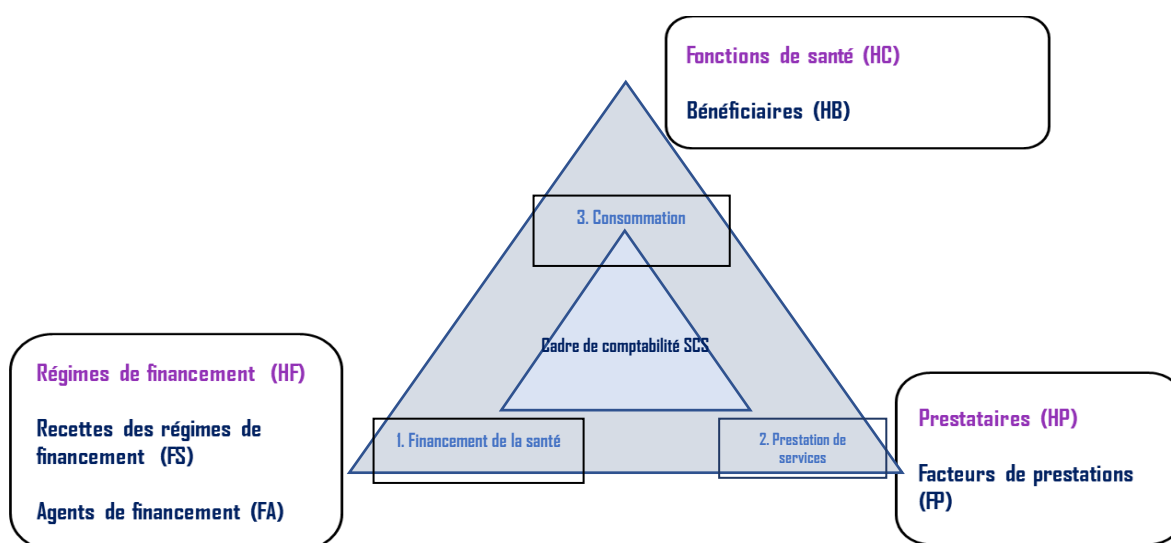 Fonctions de santé (HC)
Bénéficiaires (HB)
3. Consommation
Cadre de comptabilité SCS
Régimes de financement (HF)
Recettes des régimes de
financement (FS)
Agents de financement (FA)
1. Financement de la santé
2. Prestation de
services
Prestataires (HP)
Facteurs de prestations
(FP)